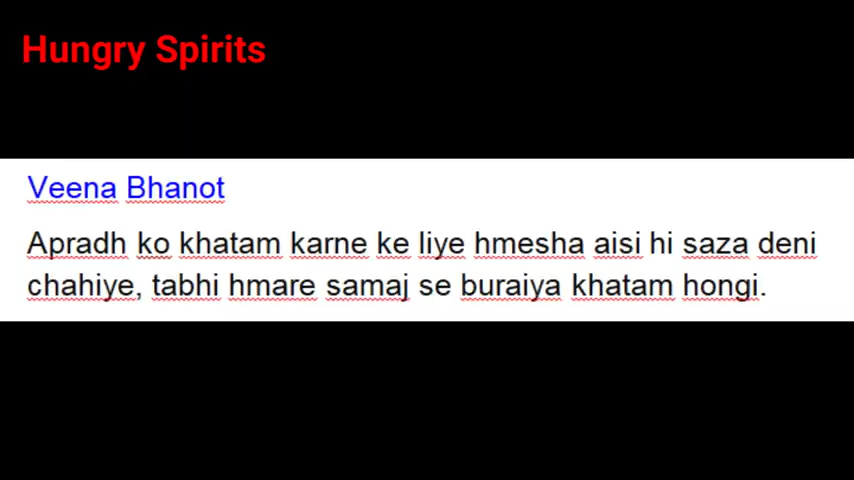 Hungry Spirits
Veena Bhanot
Apradh ko khatam karne ke liye hmesha aisi hi saza deni
chahiye, tabhi hmare samaj se buraiya khatam hongi.